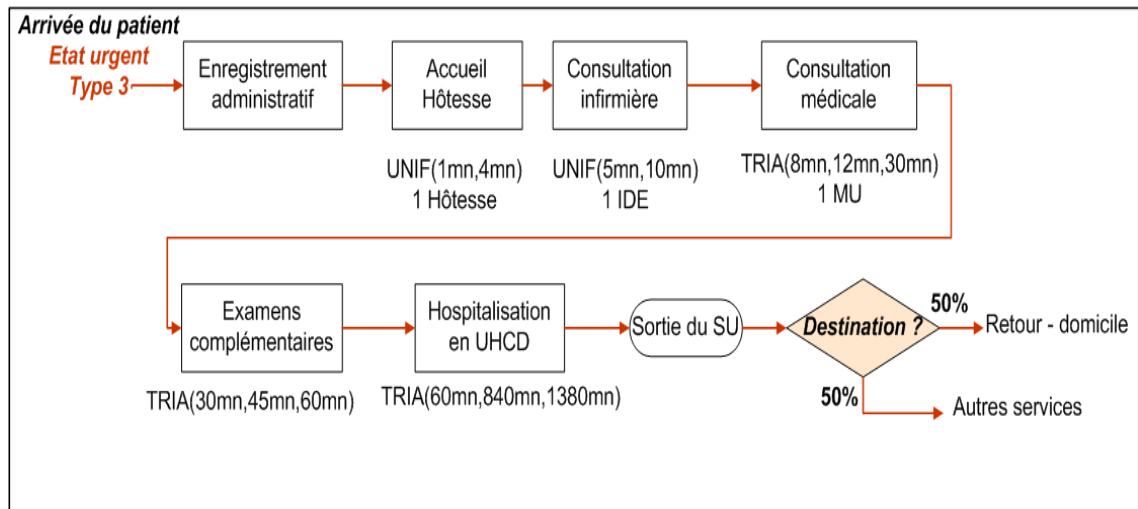 Arrivée du patient
Etat urgent
Type 3
Enregistrement
administratif
Accueil
Hôtesse
UNIF(1mn,4mn)
1 Hôtesse
Consultation
infirmière
UNIF(5mn,10mn)
1 IDE
Consultation
médicale
TRIA(8mn,12mn,30mn)
1 MU
Examens
complémentaires
TRIA(30mn,45mn,60mn)
Hospitalisation
en UHCD
TRIA(60mn,840mn,1380mn)
Sortie du SU
Destination ?
50%
Retour - domicile
50%
Autres services